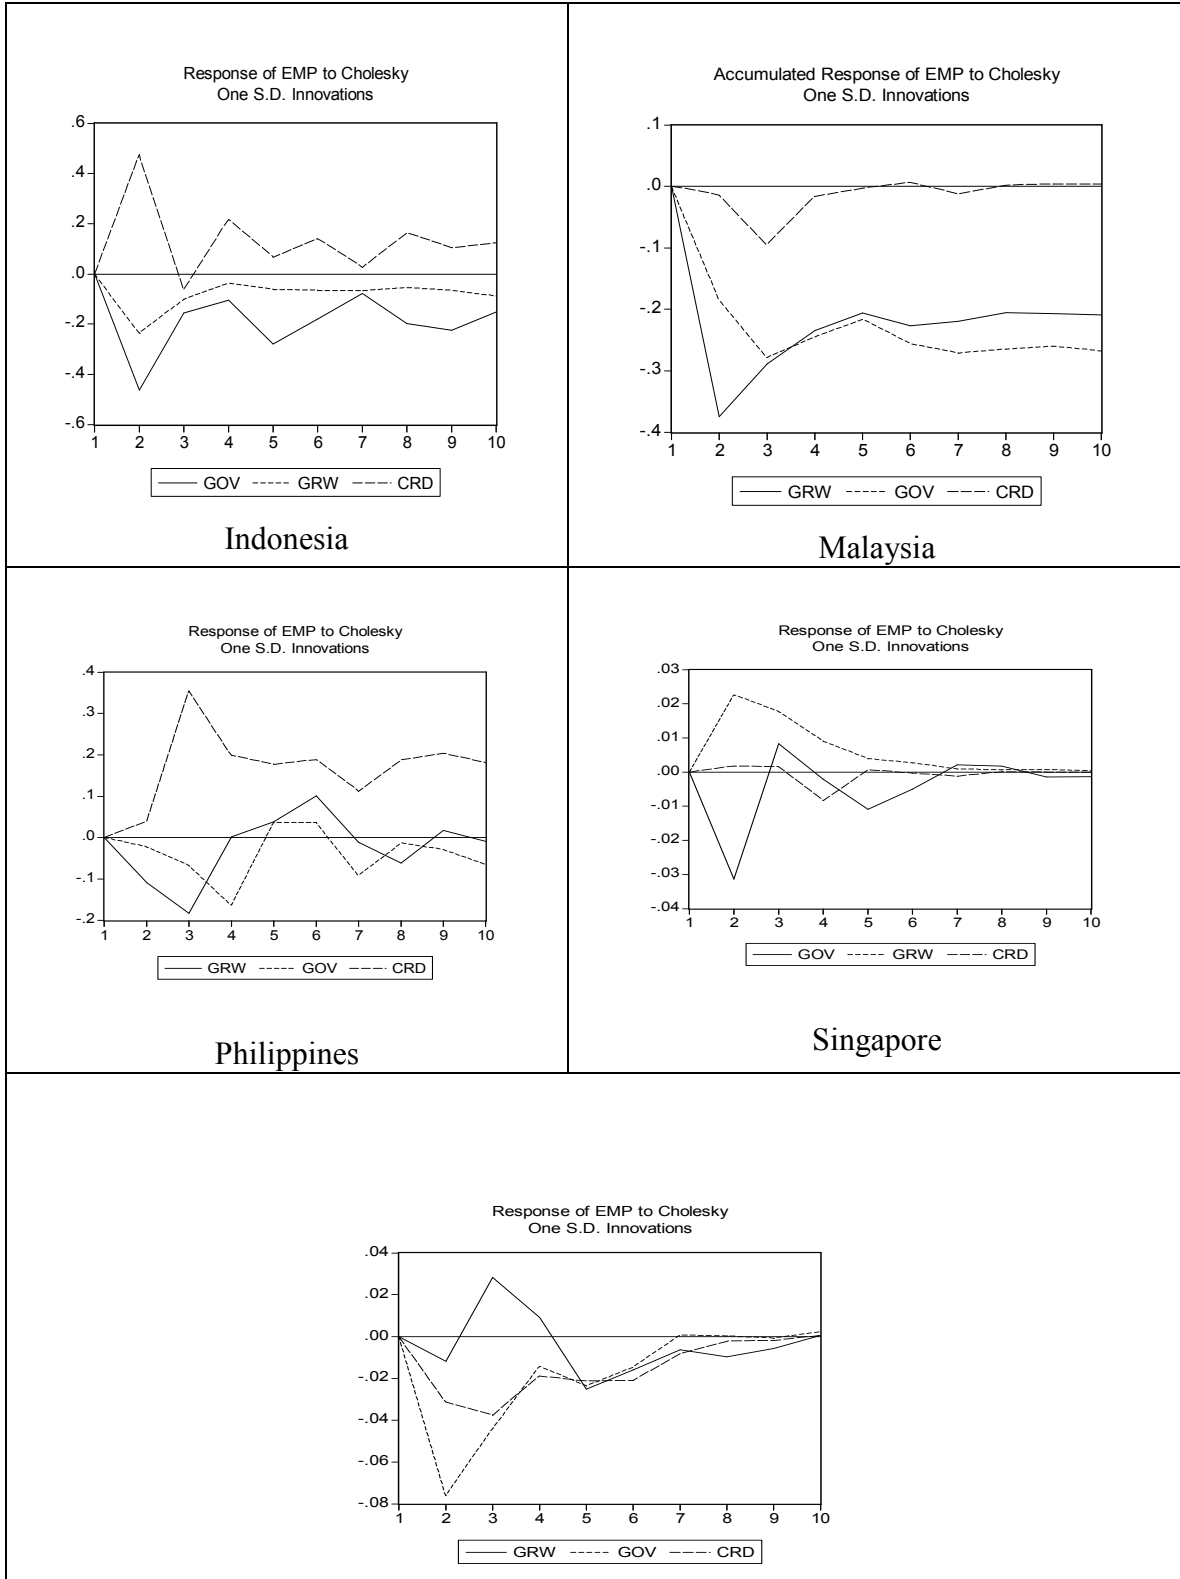 Response of EMP to Cholesky
One S.D. Innovations
.6
.4
.2
.0
-.2
-.4
-.6
1 2 3 4 5 6 7 8 9 10
GOV GRW CRD
Indonesia
Accumulated Response of EMP to Cholesky
One S.D. Innovations
.1
.0
-.1
-.2
-.3
-.4
1 2 3 4 5 6 7 8 9 10
GRW GOV CRD
Malaysia
Response of EMP to Cholesky
One S.D. Innovations
.4
.3
.2
.1
.0
-.1
-.2
1 2 3 4 5 6 7 8 9 10
GRW GOV CRD
Philippines
Response of EMP to Cholesky
One S.D. Innovations
.03
.02
.01
.00
-.01
-.02
-.03
-.04
1 2 3 4 5 6 7 8 9 10
GOV GRW CRD
Singapore
Response of EMP to Cholesky
One S.D. Innovations
.04
.02
.00
-.02
-.04
-.06
-.08
1 2 3 4 5 6 7 8 9 10
GRW GOV CRD